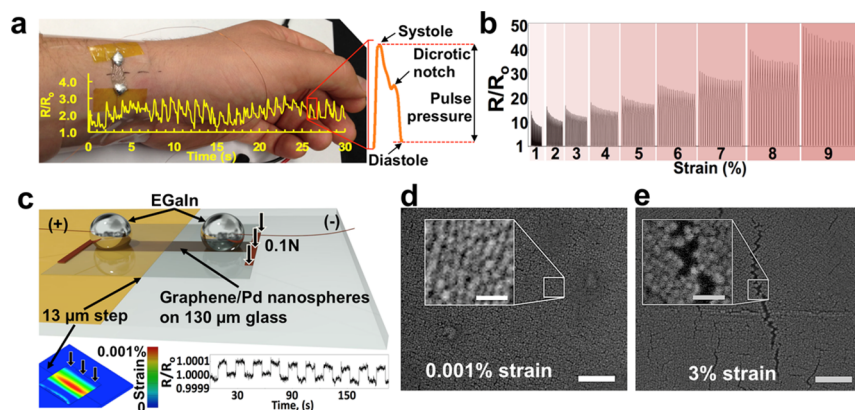 a
Systole
Dicrotic
notch
Pulse
pressure
Diastole
R/Ro
4.0
3.0
2.0
1.0
0 5 10 15 20 25 30
Time (s)
b
R/Ro
50
40
30
20
10
1
1 2 3 4 5 6 7 8 9
Strain (%)
c
EGaIn
(+)
(-)
0.1N
Graphene/Pd nanospheres
on 130 µm glass
13 µm step
0.001%
Strain
0
R/Ro
1.0001
1.0000
0.9999
30 90 150
Time, (s)
d
0.001% strain
e
3% strain